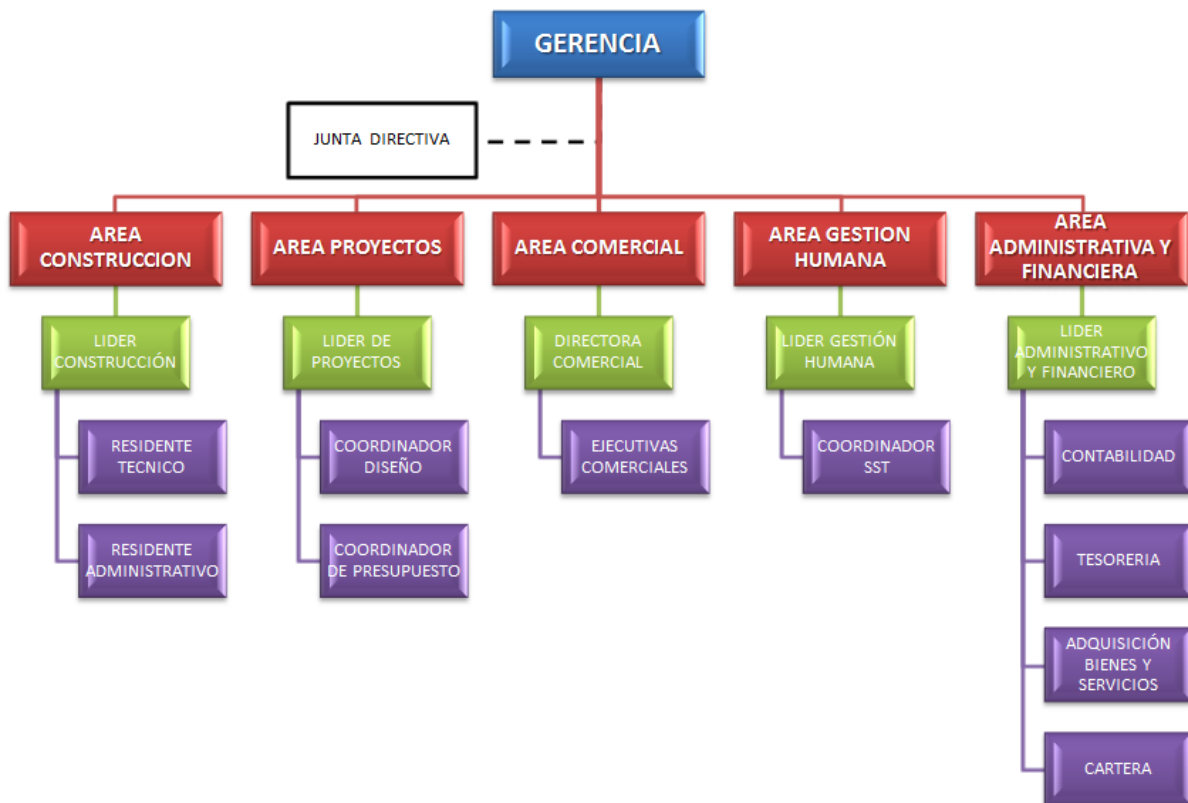 GERENCIA
JUNTA DIRECTIVA
AREA
CONSTRUCCION
AREA PROYECTOS
AREA COMERCIAL
AREA GESTION
HUMANA
AREA
ADMINISTRATIVA Y
FINANCIERA
LIDER
CONSTRUCCIÓN
LIDER DE
PROYECTOS
DIRECTORA
COMERCIAL
LIDER GESTIÓN
HUMANA
LIDER
ADMINISTRATIVO
Y FINANCIERO
RESIDENTE
TECNICO
COORDINADOR
DISEÑO
EJECUTIVAS
COMERCIALES
COORDINADOR
SST
CONTABILIDAD
RESIDENTE
ADMINISTRATIVO
COORDINADOR
DE PRESUPUESTO
TESORERIA
ADQUISICIÓN
BIENES Y
SERVICIOS
CARTERA